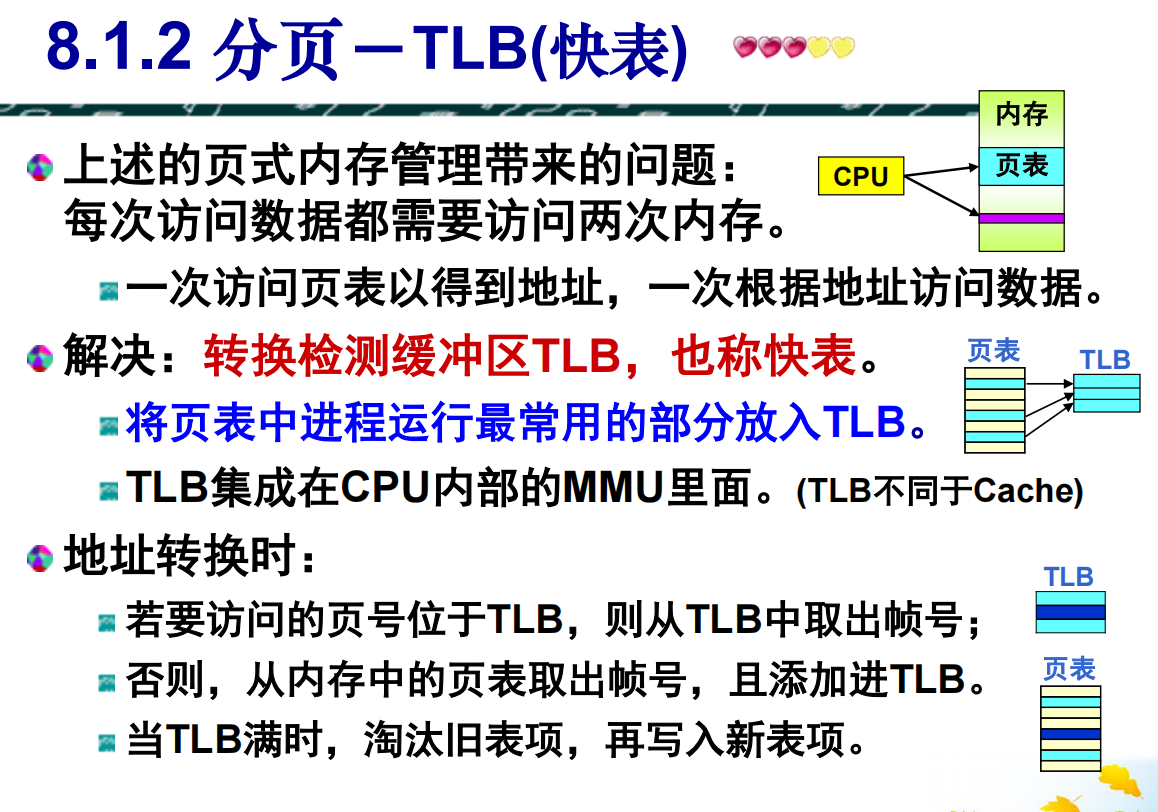 8.1.2 分页－TLB(快表)
内存
页表
CPU
上述的页式内存管理带来的问题：
每次访问数据都需要访问两次内存。
一次访问页表以得到地址，一次根据地址访问数据。
解决：转换检测缓冲区TLB，也称快表。
页表
TLB
将页表中进程运行最常用的部分放入TLB。
TLB集成在CPU内部的MMU里面。(TLB不同于Cache)
地址转换时：
TLB
若要访问的页号位于TLB，则从TLB中取出帧号；
页表
否则，从内存中的页表取出帧号，且添加进TLB。
当TLB满时，淘汰旧表项，再写入新表项。